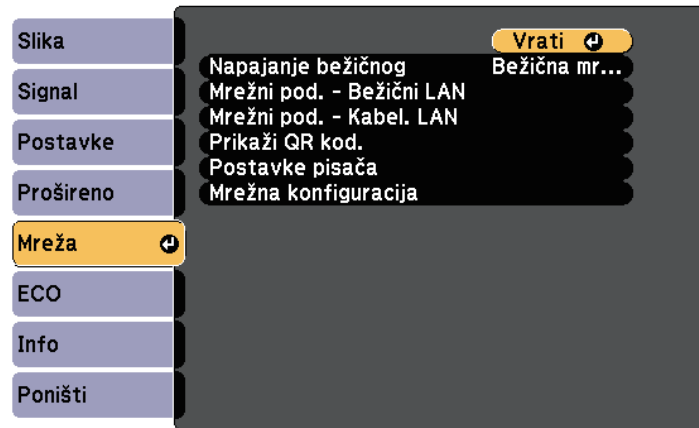 Slika
Signal
Postavke
Prošireno
Mreža
ECO
Info
Poništi
Vrati
Napajanje bežičnog Bežična mr...
Mrežni pod. - Bežični LAN
Mrežni pod. - Kabel. LAN
Prikaži QR kod.
Postavke pisača
Mrežna konfiguracija